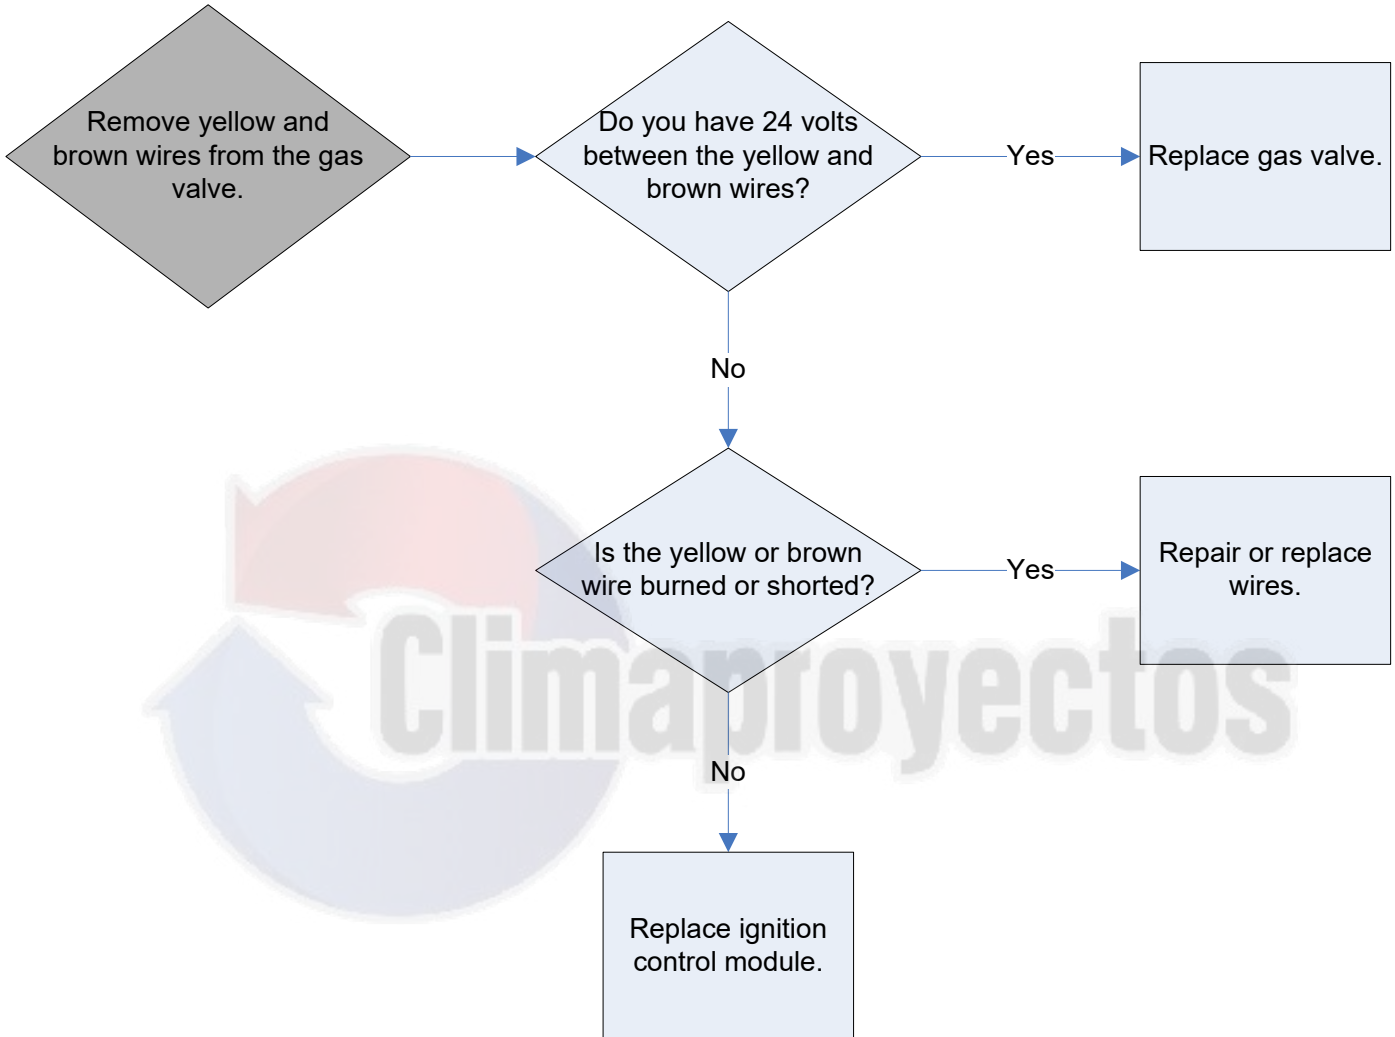 Remove yellow and
brown wires from the gas
valve.
Do you have 24 volts
between the yellow and
brown wires?
Yes
Replace gas valve.
No
Is the yellow or brown
wire burned or shorted?
Yes
Repair or replace
wires.
Climaproyectos
No
Replace ignition
control module.